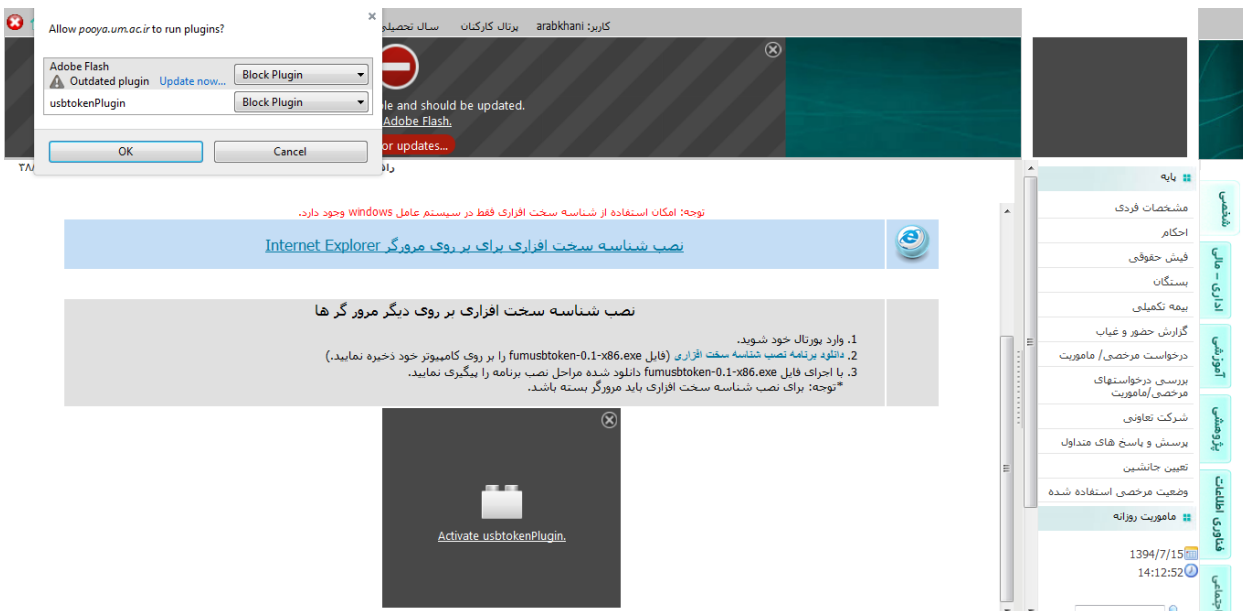 Allow pooya.um.ac.ir to run plugins?
Adobe Flash
Outdated plugin Update now...
Block Plugin
usbtokenPlugin
Block Plugin
OK
Cancel
کاربر: arabkhani پرتال کارکنان سال تحصیلی
and should be updated.
Adobe Flash.
updates...
توجه: امکان استفاده از شناسه سخت افزاری فقط در سیستم عامل windows وجود دارد.
نصب شناسه سخت افزاری برای بر روی مرورگر Internet Explorer
نصب شناسه سخت افزاری بر روی دیگر مرور گر ها
1. وارد پورتال خود شوید.
2. دانلود برنامه نصب شناسه سخت افزاری (فایل fumusbtoken-0.1-x86.exe را بر روی کامپیوتر خود ذخیره نمایید.)
3. با اجرای فایل fumusbtoken-0.1-x86.exe دانلود شده مراحل نصب برنامه را پیگیری نمایید.
*توجه: برای نصب شناسه سخت افزاری باید مرورگر بسته باشد.
Activate usbtokenPlugin.
پایه
مشخصات فردی
احکام
فیش حقوقی
بستگان
بیمه تکمیلی
گزارش حضور و غیاب
درخواست مرخصی/ ماموریت
بررسی درخواستهای
مرخصی/ماموریت
شرکت تعاونی
پرسش و پاسخ های متداول
تعیین جانشین
وضعیت مرخصی استفاده شده
ماموریت روزانه
1394/7/15
14:12:52
شخصی
اداری - مالی
آموزشی
پژوهشی
فناوری اطلاعات